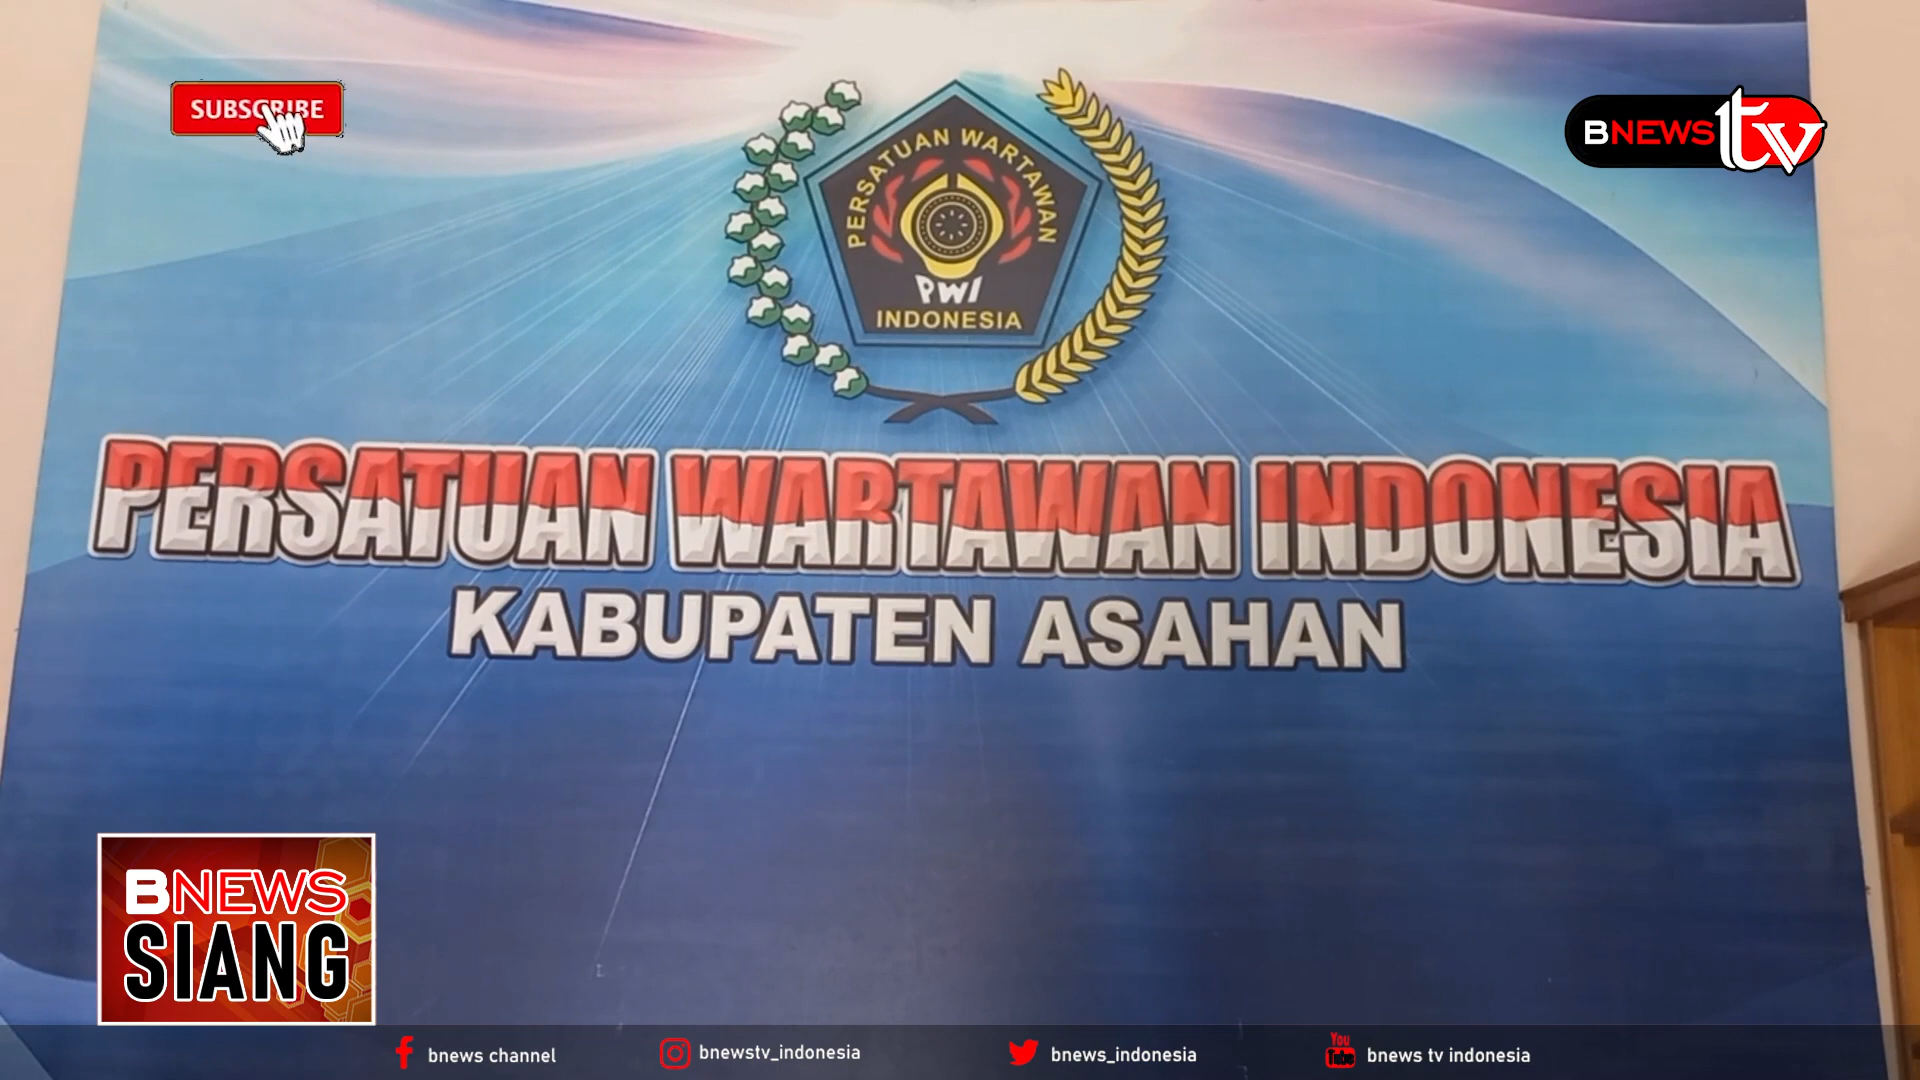 SUBSCRIBE
BNEWS tv
PERSATUAN WARTAWAN
PWI
INDONESIA
PERSATUAN WARTAWAN INDONESIA
KABUPATEN ASAHAN
BNEWS
SIANG
bnews channel
bnewstv_indonesia
bnews_indonesia
You
Tube
bnews tv indonesia